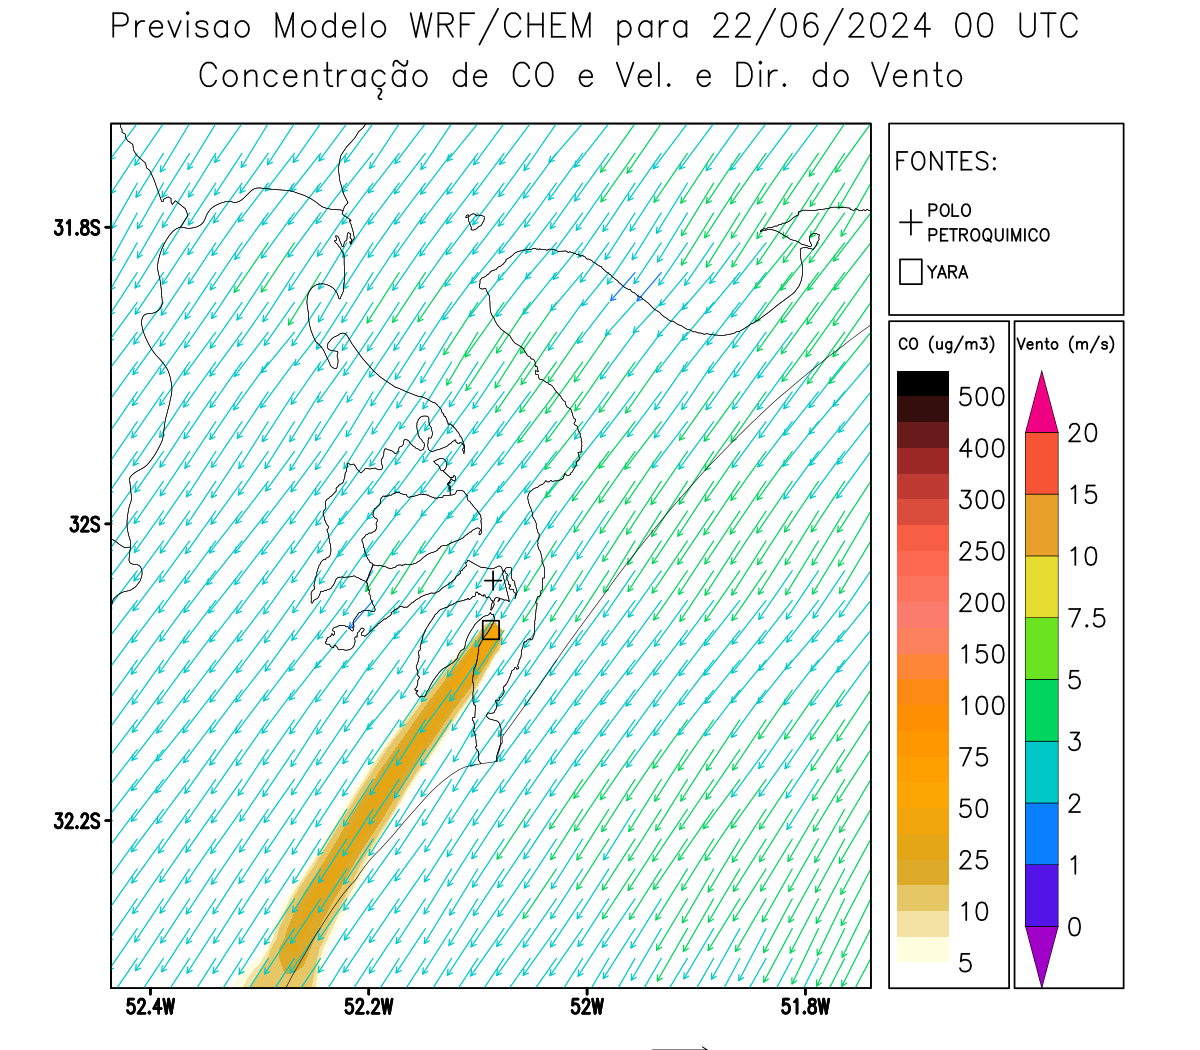 Previsao Modelo WRF/CHEM para 22/06/2024 00 UTC
Concentração de CO e Vel. e Dir. do Vento
FONTES:
POLO
PETROQUIMICO
YARA
CO (ug/m3)
500
400
300
250
200
150
100
75
50
25
10
5
Vento (m/s)
20
15
10
7.5
5
3
2
1
0
31.8S
32S
32.2S
52.4W
52.2W
52W
51.8W